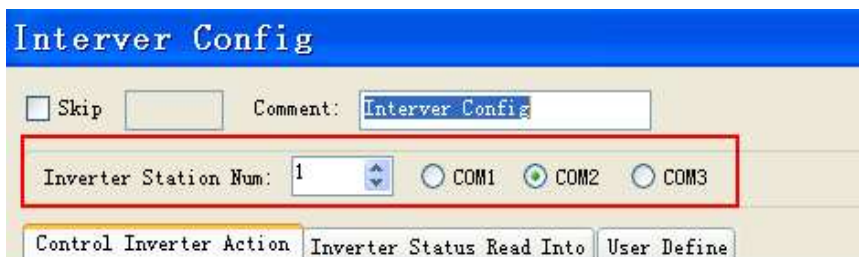 Interver Config
Skip Comment: Interver Config
Inverter Station Num: 1 COM1 COM2 COM3
Control Inverter Action Inverter Status Read Into User Define